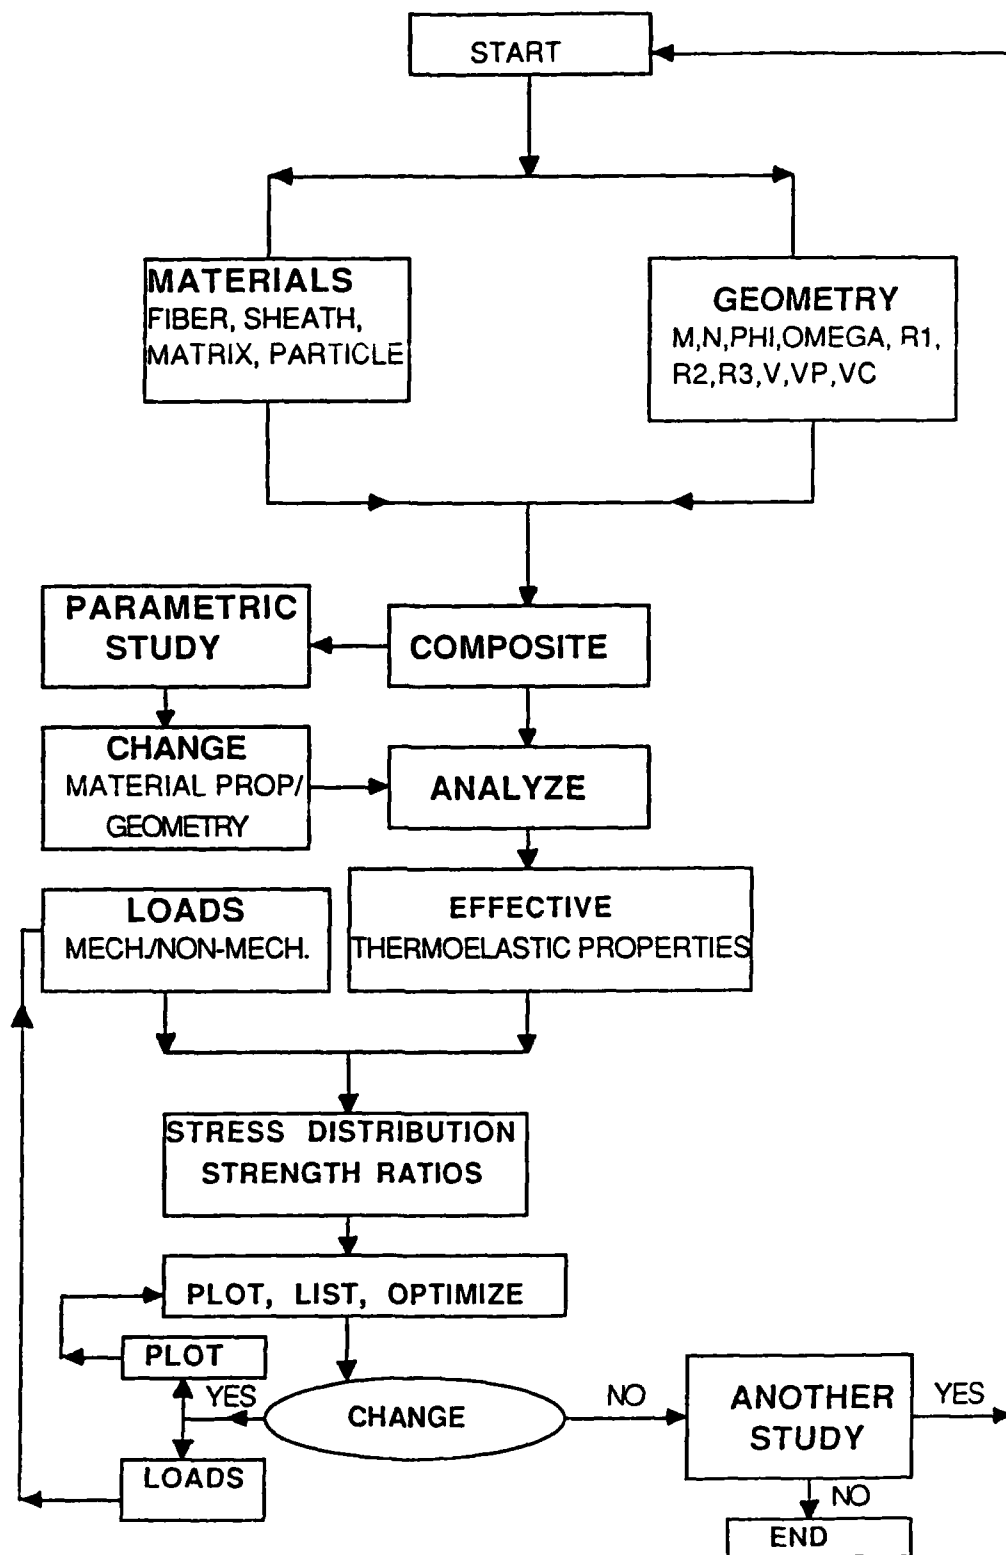 START
MATERIALS
FIBER, SHEATH,
MATRIX, PARTICLE
GEOMETRY
M,N,PHI,OMEGA, R1,
R2,R3,V,VP,VC
PARAMETRIC
STUDY
COMPOSITE
CHANGE
MATERIAL PROP/
GEOMETRY
ANALYZE
LOADS
MECH./NON-MECH.
EFFECTIVE
THERMOELASTIC PROPERTIES
STRESS DISTRIBUTION
STRENGTH RATIOS
PLOT, LIST, OPTIMIZE
PLOT
YES
CHANGE
NO
ANOTHER
STUDY
YES
LOADS
NO
END